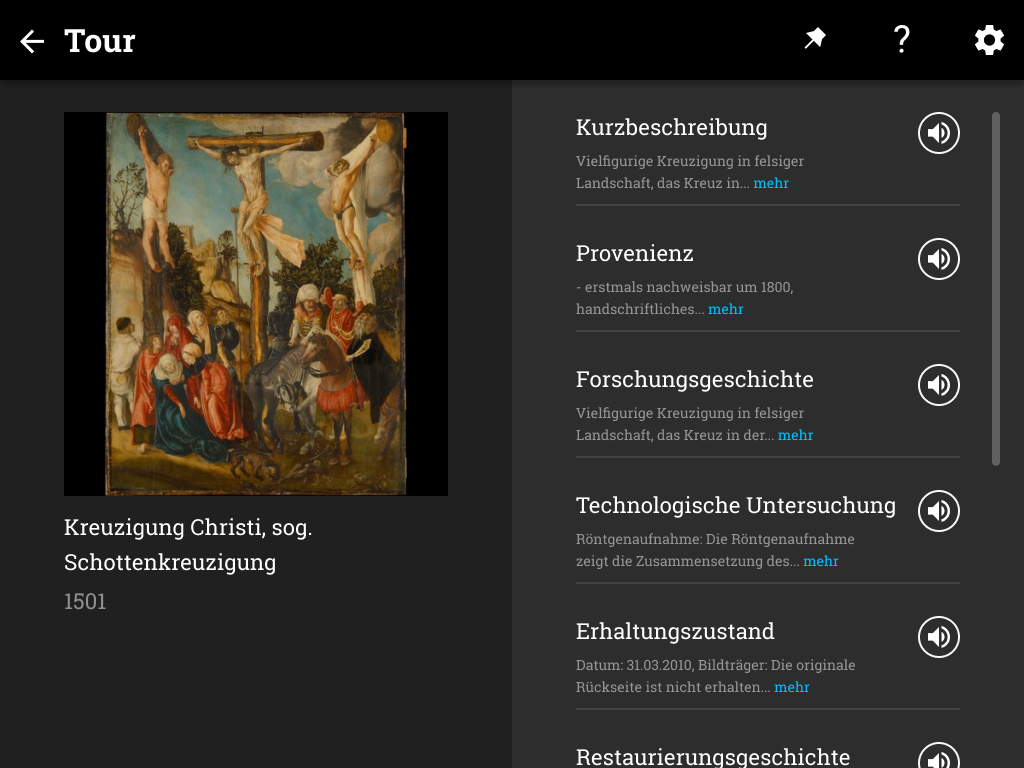 Tour
?
Kreuzigung Christi, sog.
Schottenkreuzigung
1501
Kurzbeschreibung
Vielfigurige Kreuzigung in felsiger
Landschaft, das Kreuz in... mehr
Provenienz
- erstmals nachweisbar um 1800,
handschriftliches... mehr
Forschungsgeschichte
Vielfigurige Kreuzigung in felsiger
Landschaft, das Kreuz in der... mehr
Technologische Untersuchung
Röntgenaufnahme: Die Röntgenaufnahme
zeigt die Zusammensetzung des... mehr
Erhaltungszustand
Datum: 31.03.2010, Bildträger: Die originale
Rückseite ist nicht erhalten... mehr
Restaurierungsgeschichte